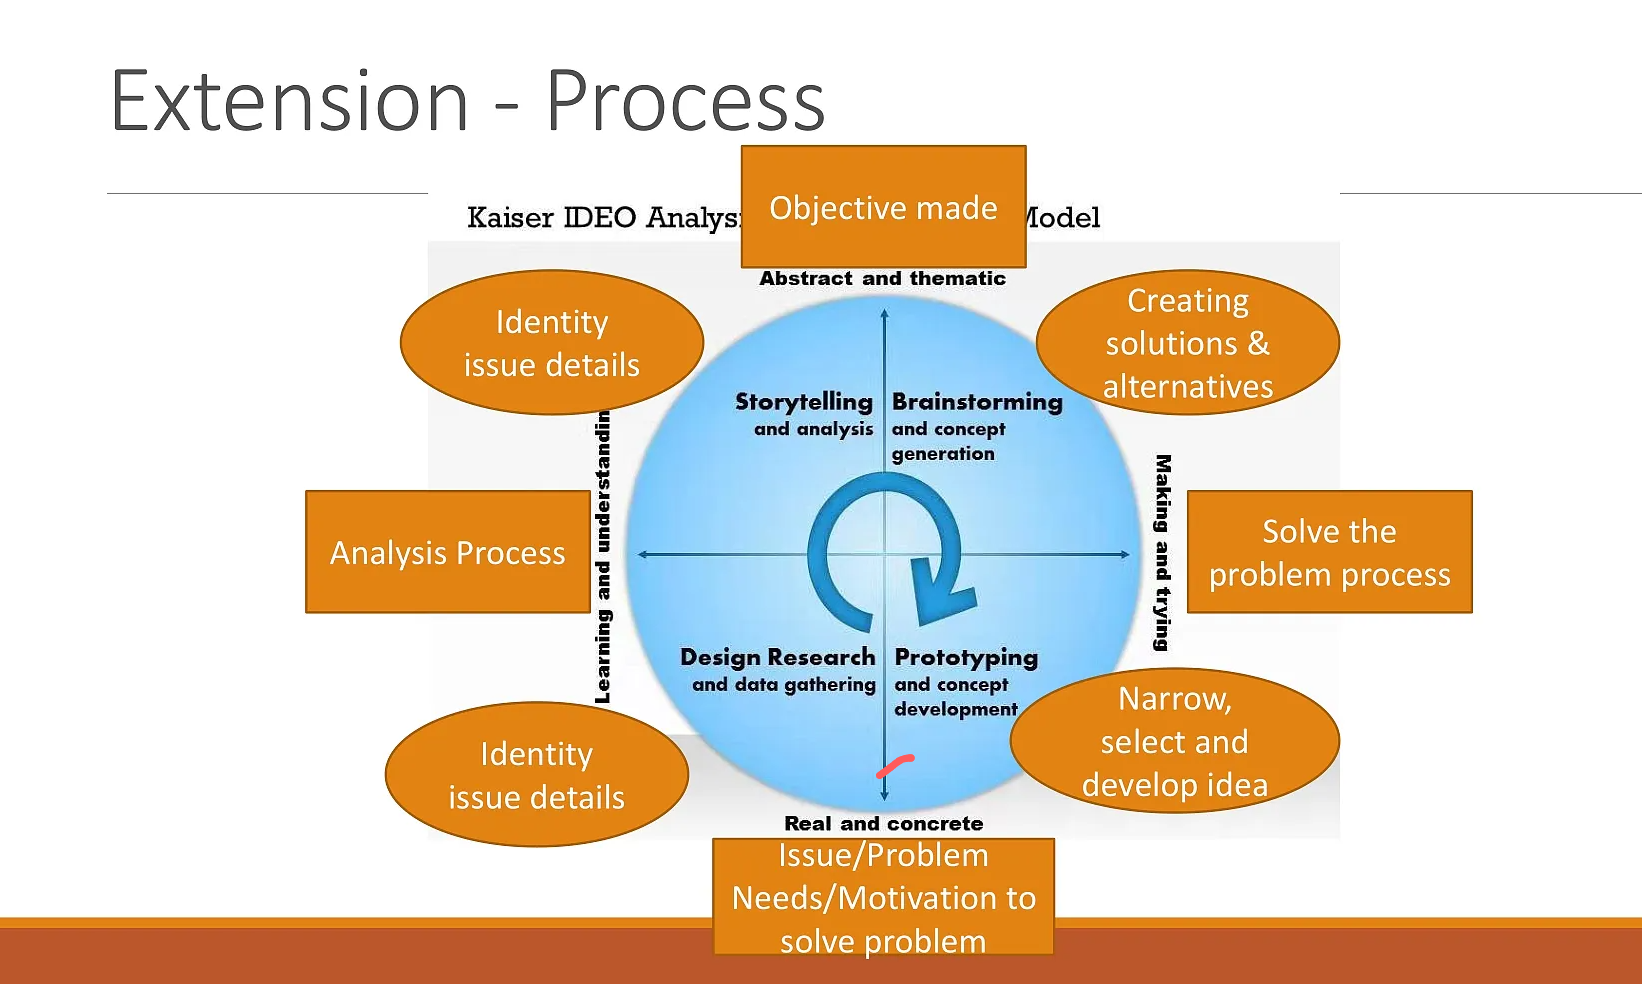 Extension - Process
Objective made
Kaiser IDEO Analys
Model
Abstract and thematic
Identity
issue details
Creating
solutions &
alternatives
Storytelling
and analysis
Brainstorming
and concept
generation
Learning and understandin
Making and trying
Analysis Process
Solve the
problem process
Design Research
and data gathering
Prototyping
and concept
development
Identity
issue details
Narrow,
select and
develop idea
Real and concrete
Issue/Problem
Needs/Motivation to
solve problem